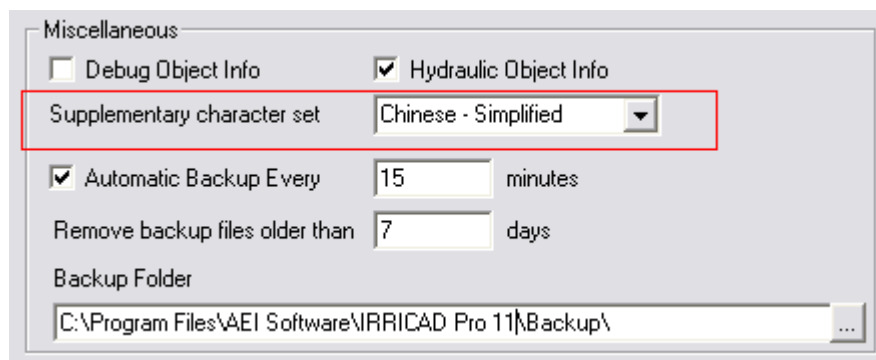 Miscellaneous
Debug Object Info Hydraulic Object Info
Supplementary character set Chinese - Simplified
Automatic Backup Every 15 minutes
Remove backup files older than 7 days
Backup Folder
C:\Program Files\AEI Software\IRRICAD Pro 11\Backup\ ...